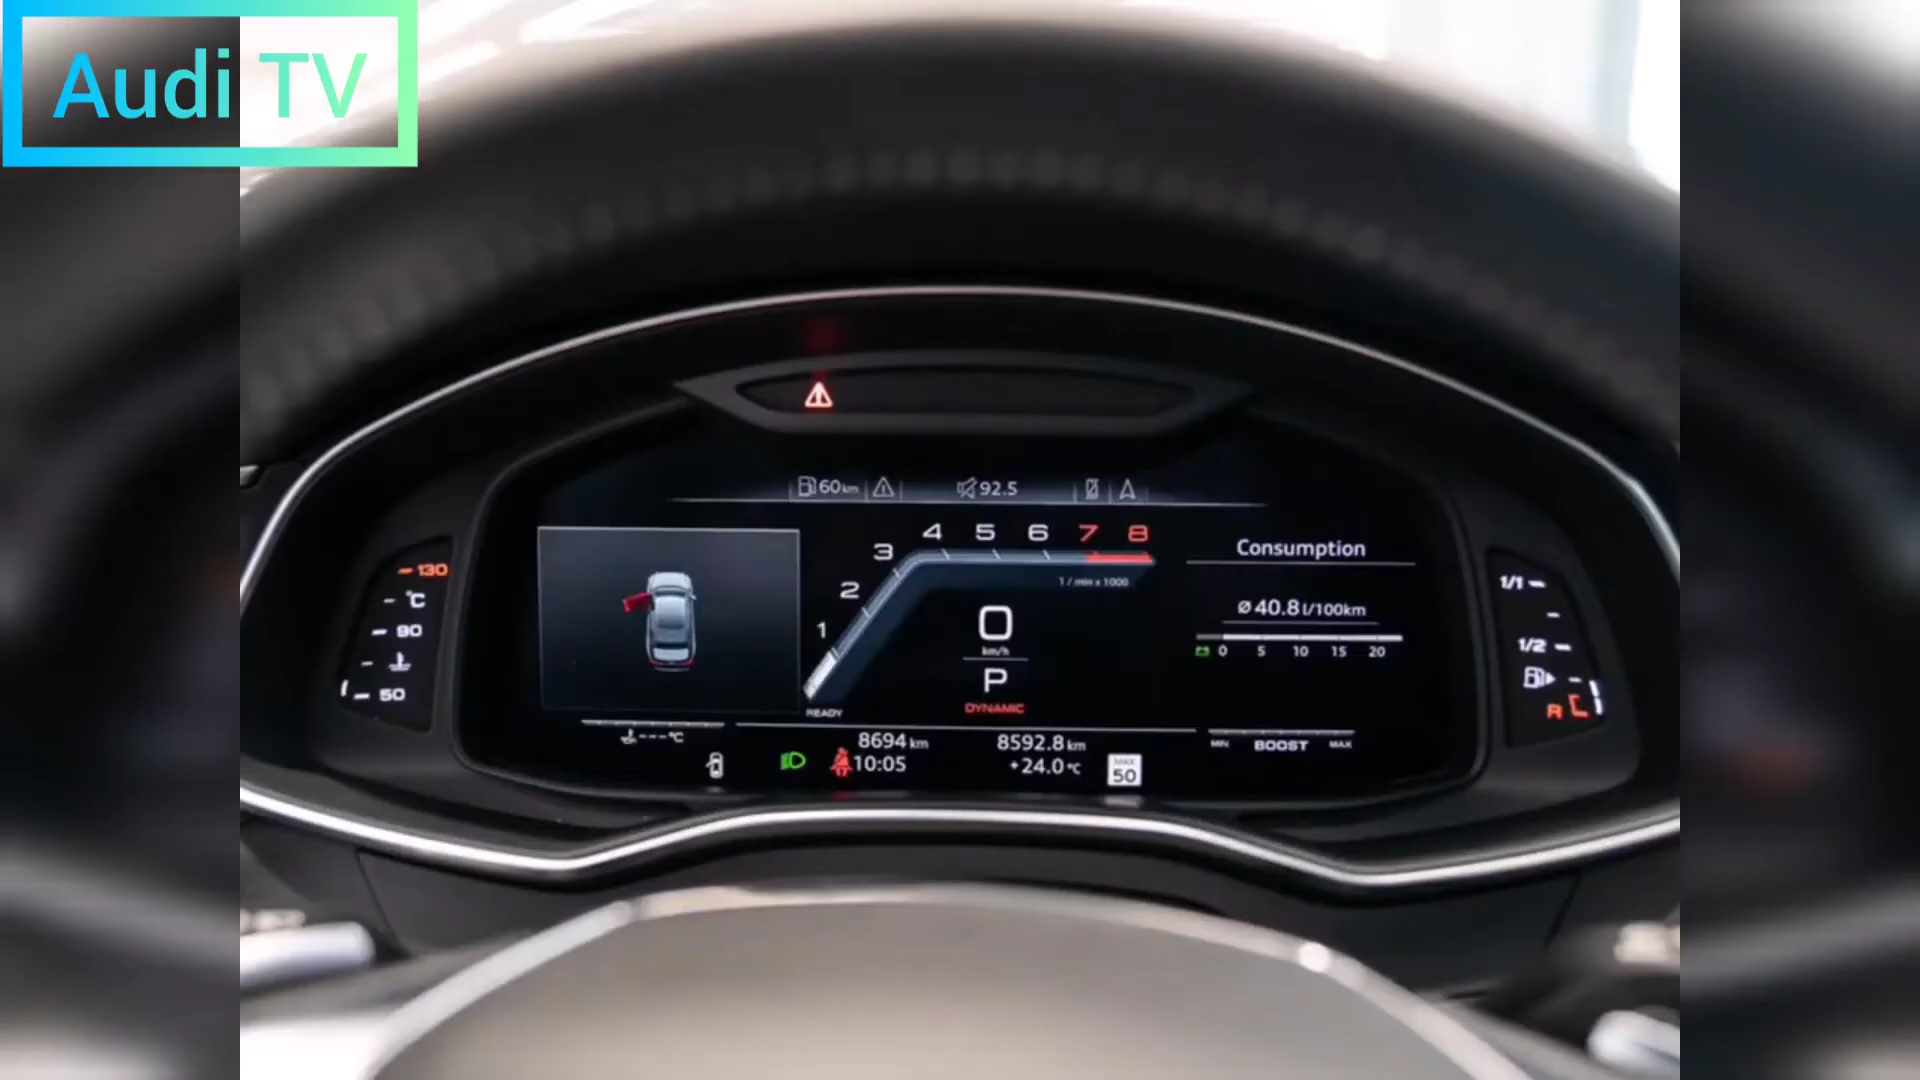 Audi TV
60km
92.5
1 2 3 4 5 6 7 8
1 / min x 1000
Consumption
ø 40.8 l/100km
0 5 10 15 20
130
°C
90
50
0
km/h
P
DYNAMIC
READY
1/1
1/2
R
---°C
8694 km
8592.8 km
10:05
+24.0 °C
MAX
50
MIN BOOST MAX